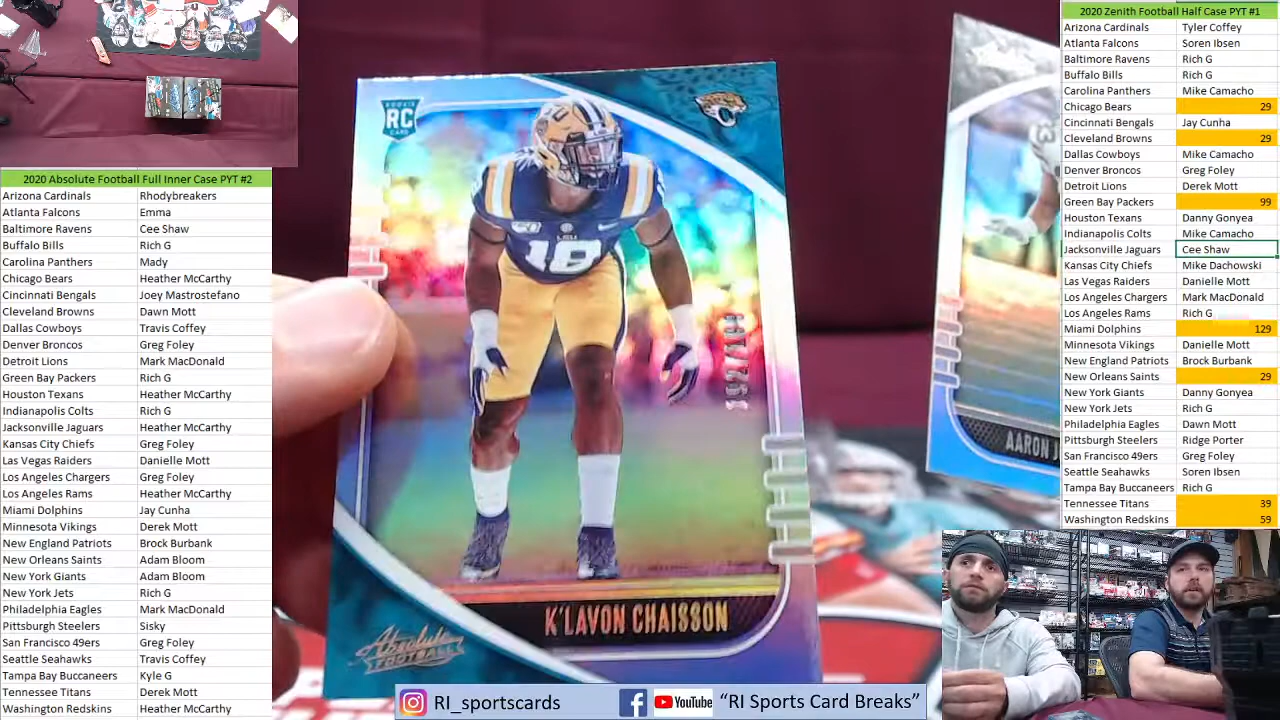 2020 Absolute Football Full Inner Case PYT #2
Arizona Cardinals Rhodybreakers
Atlanta Falcons Emma
Baltimore Ravens Cee Shaw
Buffalo Bills Rich G
Carolina Panthers Mady
Chicago Bears Heather McCarthy
Cincinnati Bengals Joey Mastrostefano
Cleveland Browns Dawn Mott
Dallas Cowboys Travis Coffey
Denver Broncos Greg Foley
Detroit Lions Mark MacDonald
Green Bay Packers Rich G
Houston Texans Heather McCarthy
Indianapolis Colts Rich G
Jacksonville Jaguars Heather McCarthy
Kansas City Chiefs Greg Foley
Las Vegas Raiders Danielle Mott
Los Angeles Chargers Greg Foley
Los Angeles Rams Heather McCarthy
Miami Dolphins Jay Cunha
Minnesota Vikings Derek Mott
New England Patriots Brock Burbank
New Orleans Saints Adam Bloom
New York Giants Adam Bloom
New York Jets Rich G
Philadelphia Eagles Mark MacDonald
Pittsburgh Steelers Sisky
San Francisco 49ers Greg Foley
Seattle Seahawks Travis Coffey
Tampa Bay Buccaneers Kyle G
Tennessee Titans Derek Mott
Washington Redskins Heather McCarthy
ROOKIE
RC
CARD
LSU
18
K'LAVON CHAISSON
Absolute
FOOTBALL
AARON J
RI_sportscards
YouTube
"RI Sports Card Breaks"
2020 Zenith Football Half Case PYT #1
Arizona Cardinals Tyler Coffey
Atlanta Falcons Soren Ibsen
Baltimore Ravens Rich G
Buffalo Bills Rich G
Carolina Panthers Mike Camacho
Chicago Bears 29
Cincinnati Bengals Jay Cunha
Cleveland Browns 29
Dallas Cowboys Mike Camacho
Denver Broncos Greg Foley
Detroit Lions Derek Mott
Green Bay Packers 99
Houston Texans Danny Gonyea
Indianapolis Colts Mike Camacho
Jacksonville Jaguars Cee Shaw
Kansas City Chiefs Mike Dachowski
Las Vegas Raiders Danielle Mott
Los Angeles Chargers Mark MacDonald
Los Angeles Rams Rich G
Miami Dolphins 129
Minnesota Vikings Danielle Mott
New England Patriots Brock Burbank
New Orleans Saints 29
New York Giants Danny Gonyea
New York Jets Rich G
Philadelphia Eagles Dawn Mott
Pittsburgh Steelers Ridge Porter
San Francisco 49ers Greg Foley
Seattle Seahawks Soren Ibsen
Tampa Bay Buccaneers Rich G
Tennessee Titans 39
Washington Redskins 59